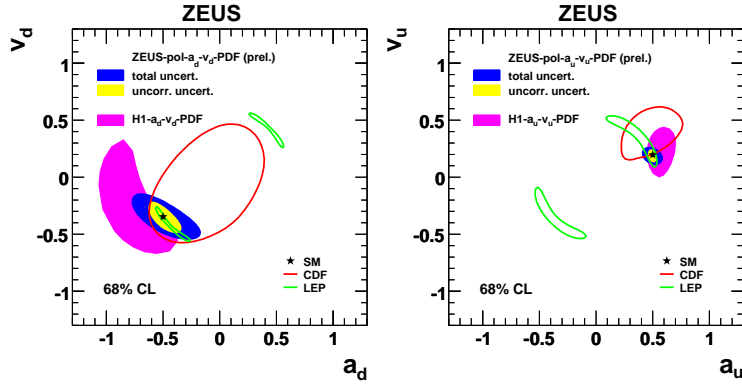 ZEUS
v_d
ZEUS-pol-a_d-v_d-PDF (prel.)
total uncert.
uncorr. uncert.
H1-a_d-v_d-PDF
1
0.5
0
-0.5
-1
SM
CDF
LEP
68% CL
-1 -0.5 0 0.5 1
a_d
ZEUS
v_u
ZEUS-pol-a_u-v_u-PDF (prel.)
total uncert.
uncorr. uncert.
H1-a_u-v_u-PDF
1
0.5
0
-0.5
-1
SM
CDF
LEP
68% CL
-1 -0.5 0 0.5 1
a_u